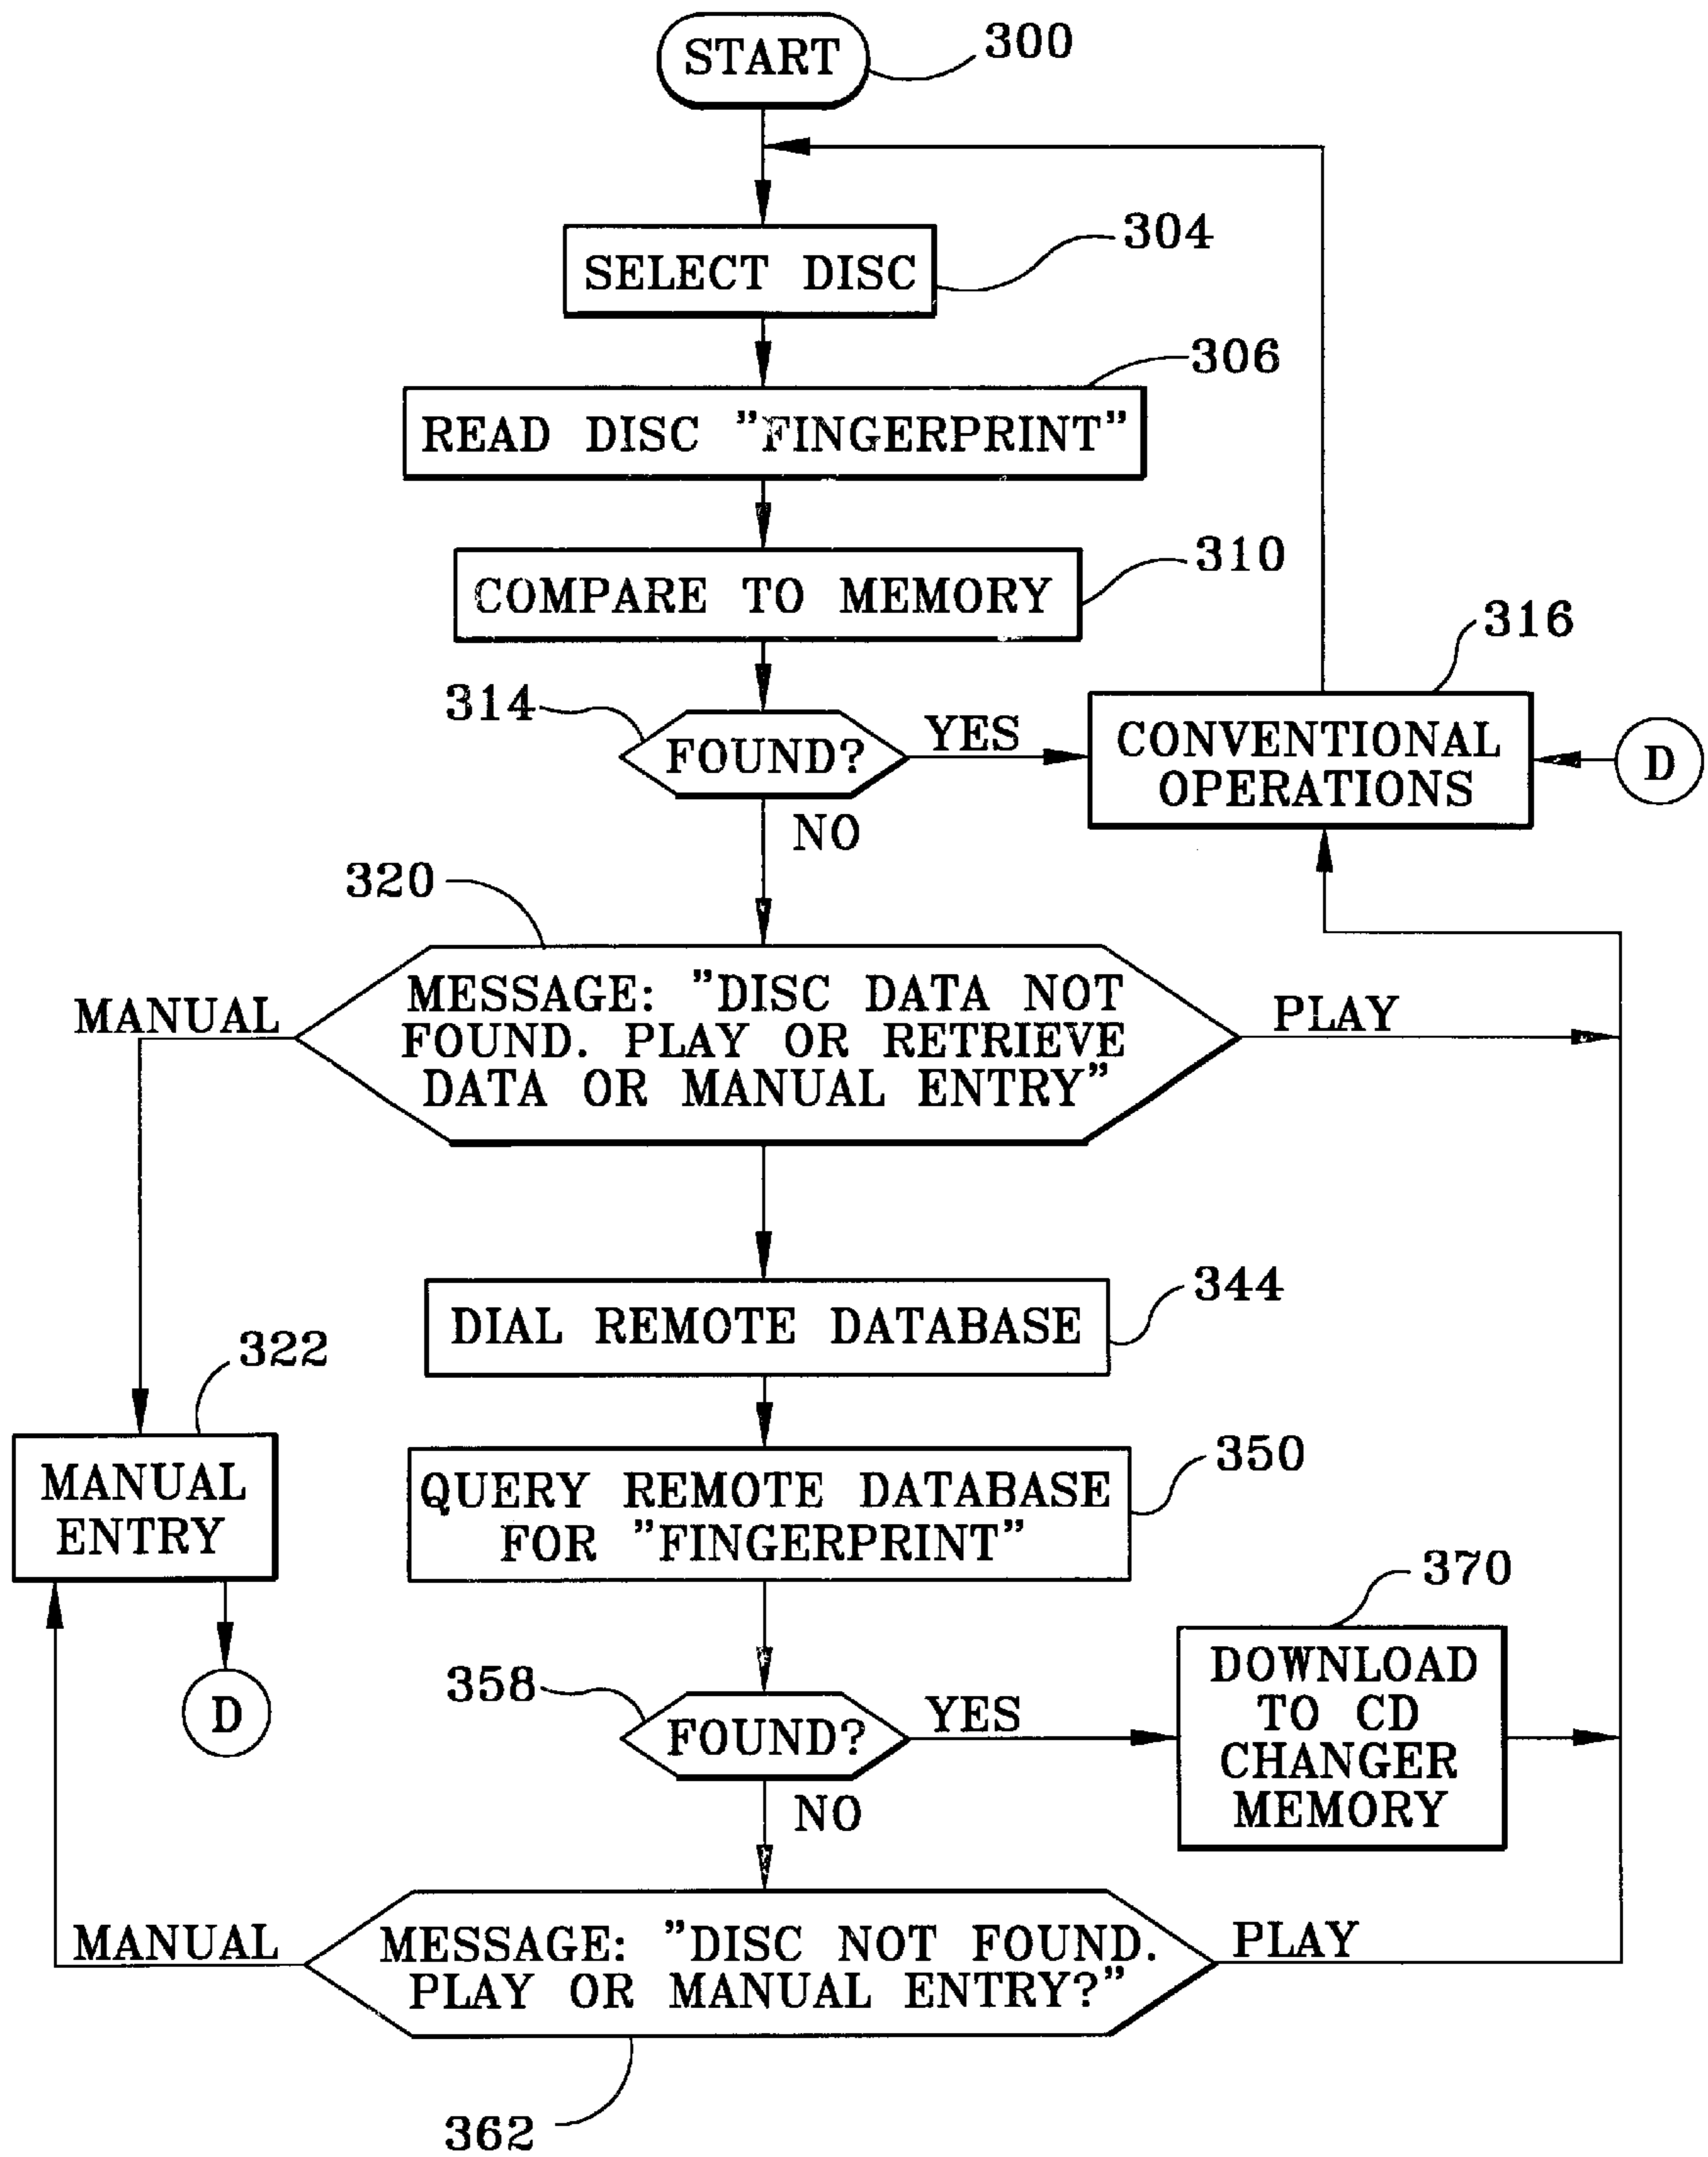 START
300
304
SELECT DISC
306
READ DISC "FINGERPRINT"
310
COMPARE TO MEMORY
316
314
FOUND?
YES
CONVENTIONAL
OPERATIONS
D
NO
320
MANUAL
MESSAGE: "DISC DATA NOT
FOUND. PLAY OR RETRIEVE
DATA OR MANUAL ENTRY"
PLAY
344
DIAL REMOTE DATABASE
322
MANUAL
ENTRY
350
QUERY REMOTE DATABASE
FOR "FINGERPRINT"
D
370
358
FOUND?
YES
DOWNLOAD
TO CD
CHANGER
MEMORY
NO
MANUAL
MESSAGE: "DISC NOT FOUND.
PLAY OR MANUAL ENTRY?"
PLAY
362